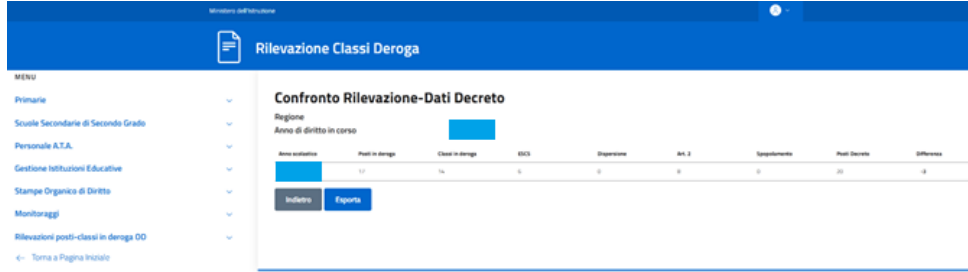 Ministero dell'Istruzione
Rilevazione Classi Deroga
MENU
Primarie
Scuole Secondarie di Secondo Grado
Personale A.T.A.
Gestione Istituzioni Educative
Stampe Organico di Diritto
Monitoraggi
Rilevazioni posti-classi in deroga OD
← Torna a Pagina Iniziale
Confronto Rilevazione-Dati Decreto
Regione
Anno di diritto in corso
Anno scolastico Posti in deroga Classi in deroga ESCS Dispersione Art. 2 Spopolamento Posti Decreto Differenza
17 14 0 0 20 -3
Indietro Esporta